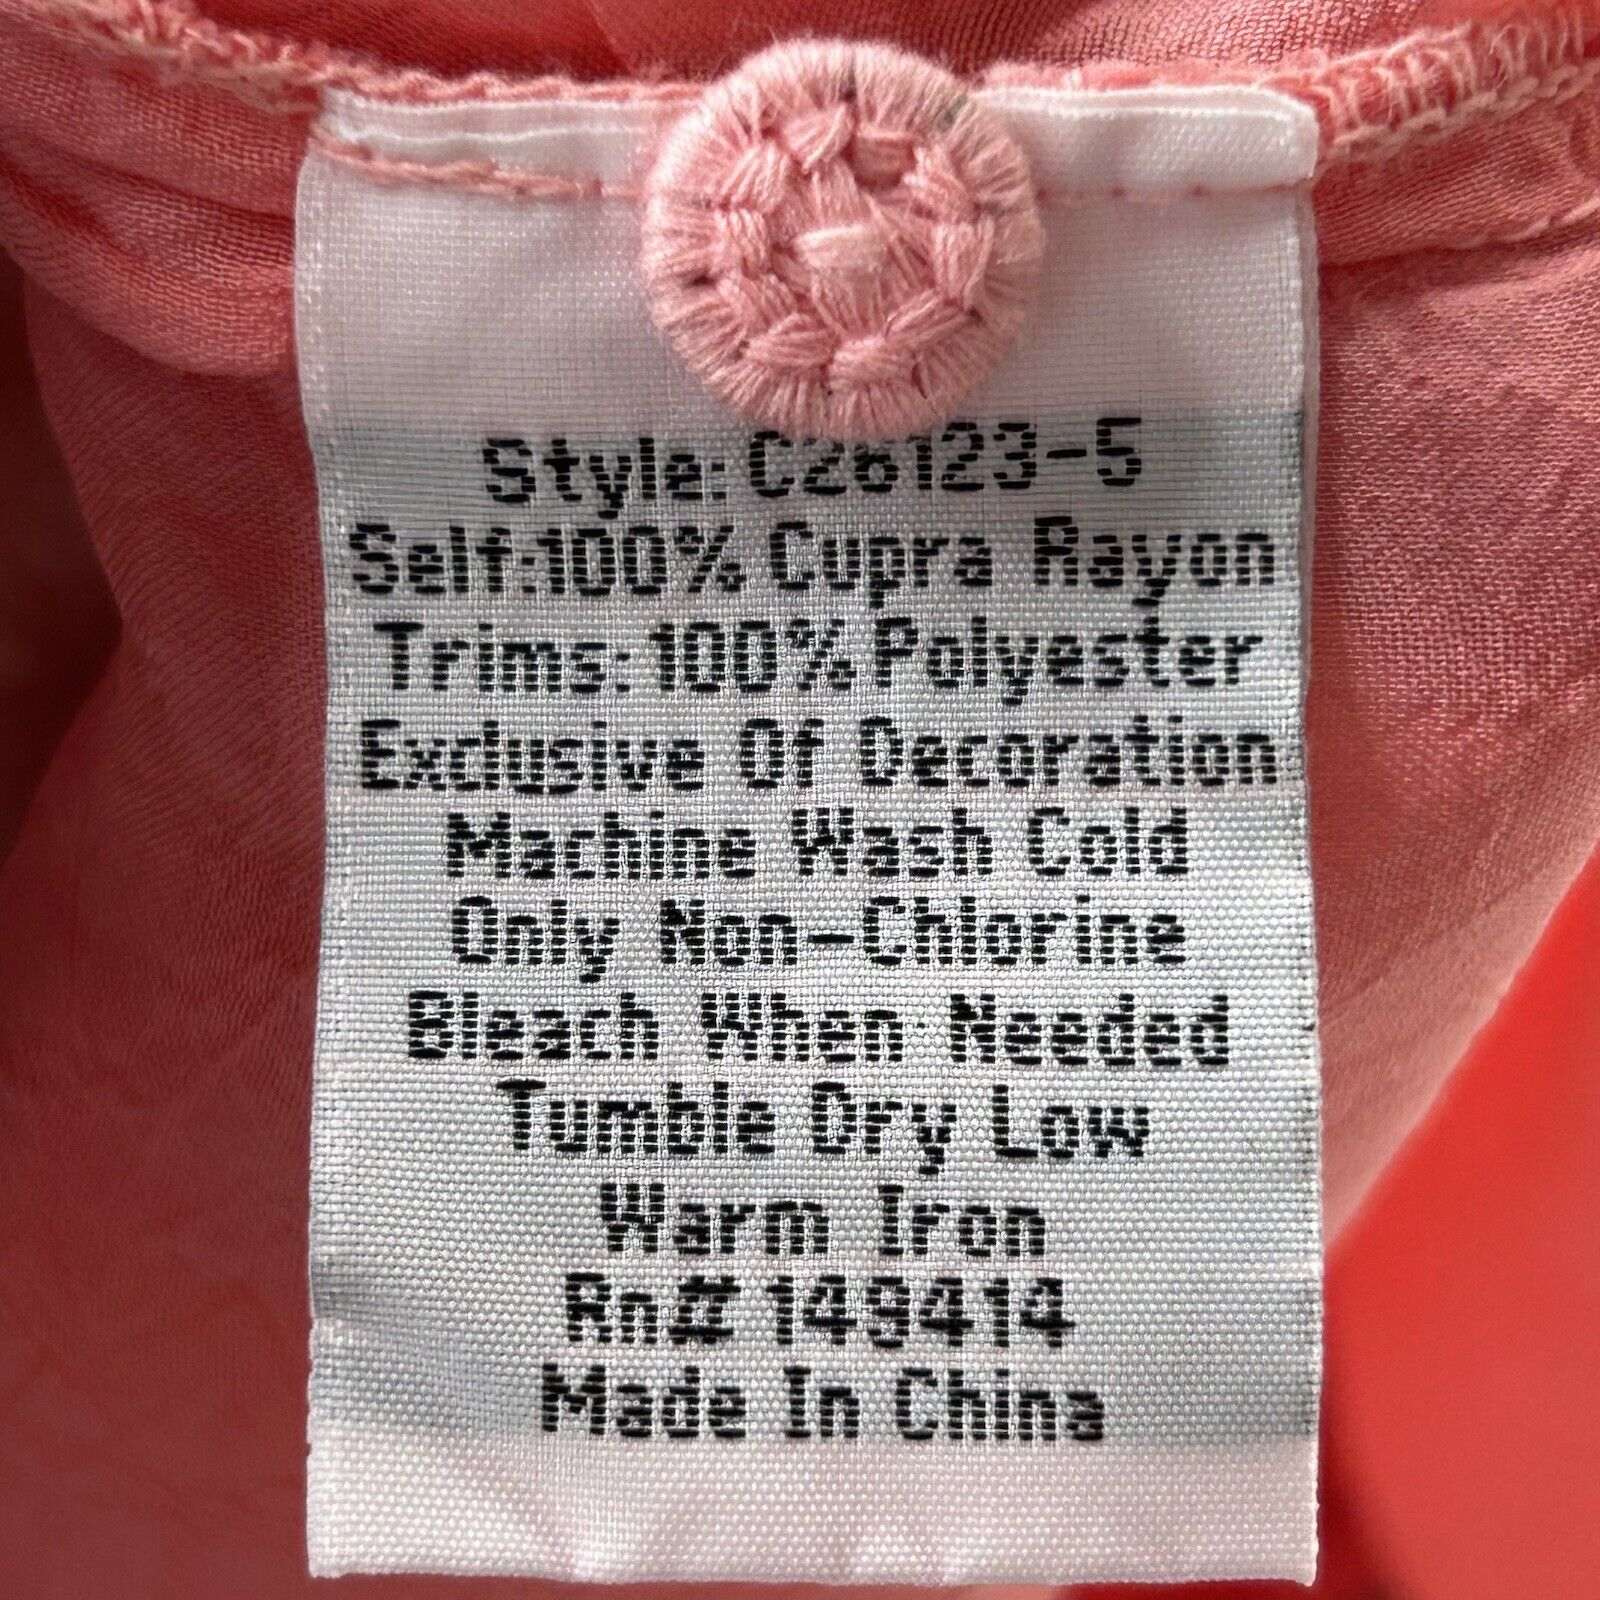 Style: C26123-5
Self:100% Cupra Rayon
Trims: 100% Polyester
Exclusive Of Decoration
Machine Wash Cold
Only Non-Chlorine
Bleach When Needed
Tumble Dry Low
Warm Iron
Rn# 149414
Made In China